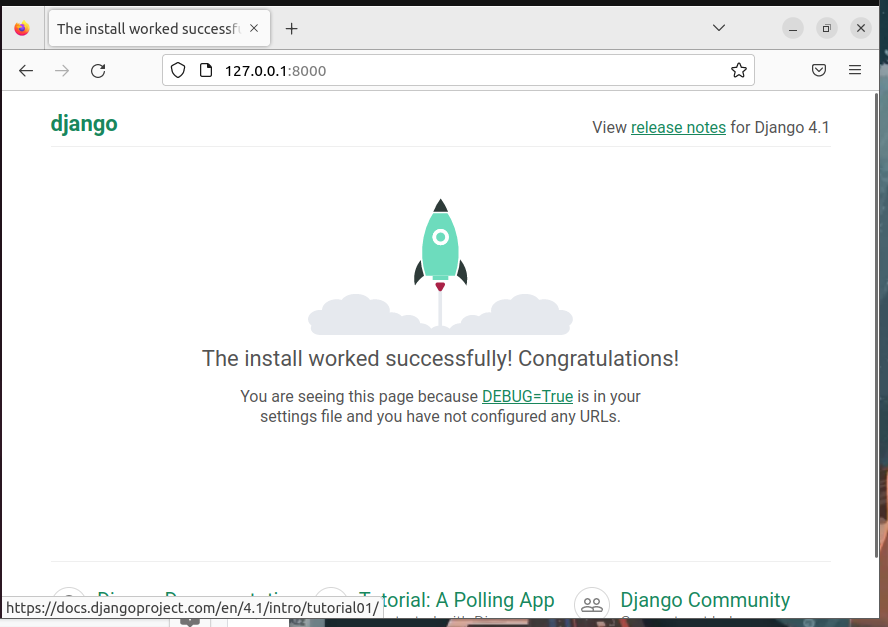 The install worked successfu
127.0.0.1:8000
django
View release notes for Django 4.1
The install worked successfully! Congratulations!
You are seeing this page because DEBUG=True is in your
settings file and you have not configured any URLs.
Tutorial: A Polling App
Django Community
https://docs.djangoproject.com/en/4.1/intro/tutorial01/